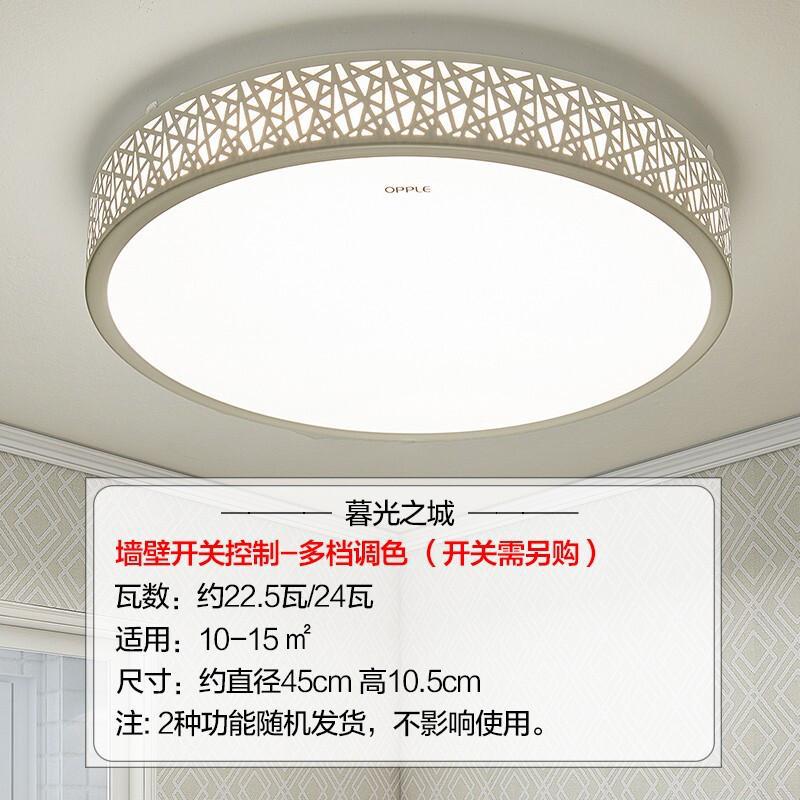 OPPLE
暮光之城
墙壁开关控制-多档调色（开关需另购）
瓦数：约22.5瓦/24瓦
适用：10-15㎡
尺寸：约直径45cm 高10.5cm
注: 2种功能随机发货，不影响使用。